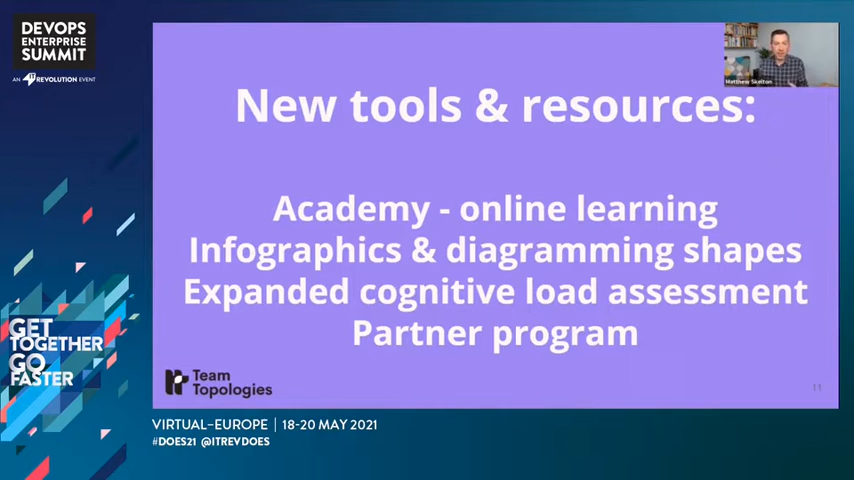 DEVOPS
ENTERPRISE
SUMMIT
AN IT REVOLUTION EVENT
Matthew Skelton
New tools & resources:
Academy - online learning
Infographics & diagramming shapes
Expanded cognitive load assessment
Partner program
Team
Topologies
11
GET
TOGETHER
GO
FASTER
VIRTUAL-EUROPE | 18-20 MAY 2021
#DOES21 @ITREVDOES